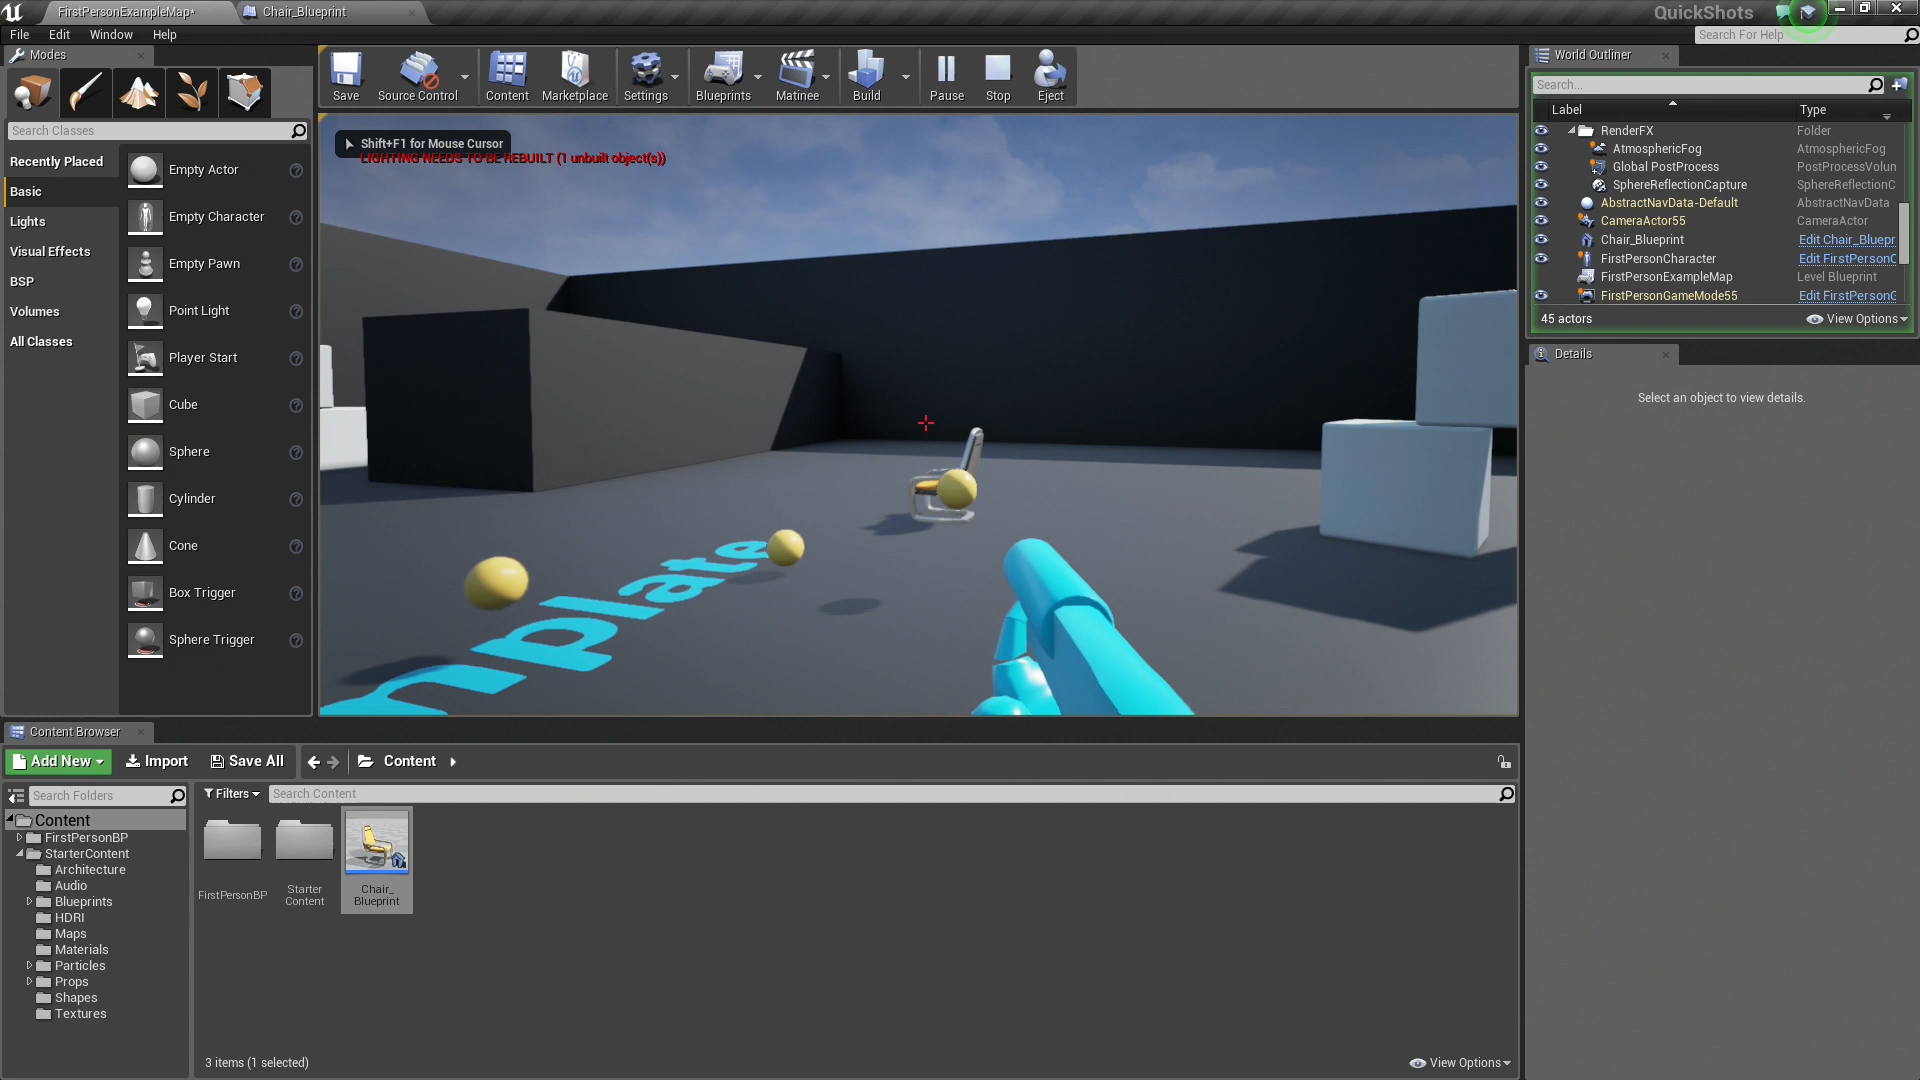 FirstPersonExampleMap*
Chair_Blueprint
QuickShots
File Edit Window Help
Search For Help
Modes
Search Classes
Recently Placed
Basic
Lights
Visual Effects
BSP
Volumes
All Classes
Empty Actor
Empty Character
Empty Pawn
Point Light
Player Start
Cube
Sphere
Cylinder
Cone
Box Trigger
Sphere Trigger
Save
Source Control
Content
Marketplace
Settings
Blueprints
Matinee
Build
Pause
Stop
Eject
Shift+F1 for Mouse Cursor
LIGHTING NEEDS TO BE REBUILT (1 unbuilt object(s))
nplate
World Outliner
Search...
Label Type
RenderFX Folder
AtmosphericFog AtmosphericFog
Global PostProcess PostProcessVolun
SphereReflectionCapture SphereReflectionC
AbstractNavData-Default AbstractNavData
CameraActor55 CameraActor
Chair_Blueprint Edit Chair_Bluepr
FirstPersonCharacter Edit FirstPersonC
FirstPersonExampleMap Level Blueprint
FirstPersonGameMode55 Edit FirstPersonG
45 actors View Options
Details
Select an object to view details.
Content Browser
Add New Import Save All Content
Search Folders
Filters Search Content
Content
FirstPersonBP
StarterContent
Architecture
Audio
Blueprints
HDRI
Maps
Materials
Particles
Props
Shapes
Textures
FirstPersonBP
Starter
Content
Chair_
Blueprint
3 items (1 selected) View Options